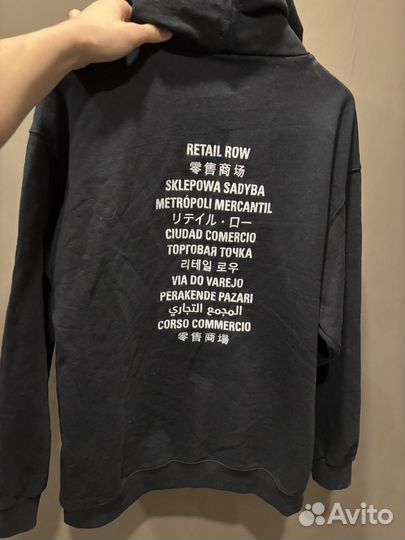 RETAIL ROW
零售商场
SKLEPOWA SADYBA
METRÓPOLI MERCANTIL
リテイル・ロー
CIUDAD COMERCIO
ТОРГОВАЯ ТОЧКА
리테일 로우
VIA DO VAREJO
PERAKENDE PAZARI
المجمع التجاري
CORSO COMMERCIO
零售商場
Avito